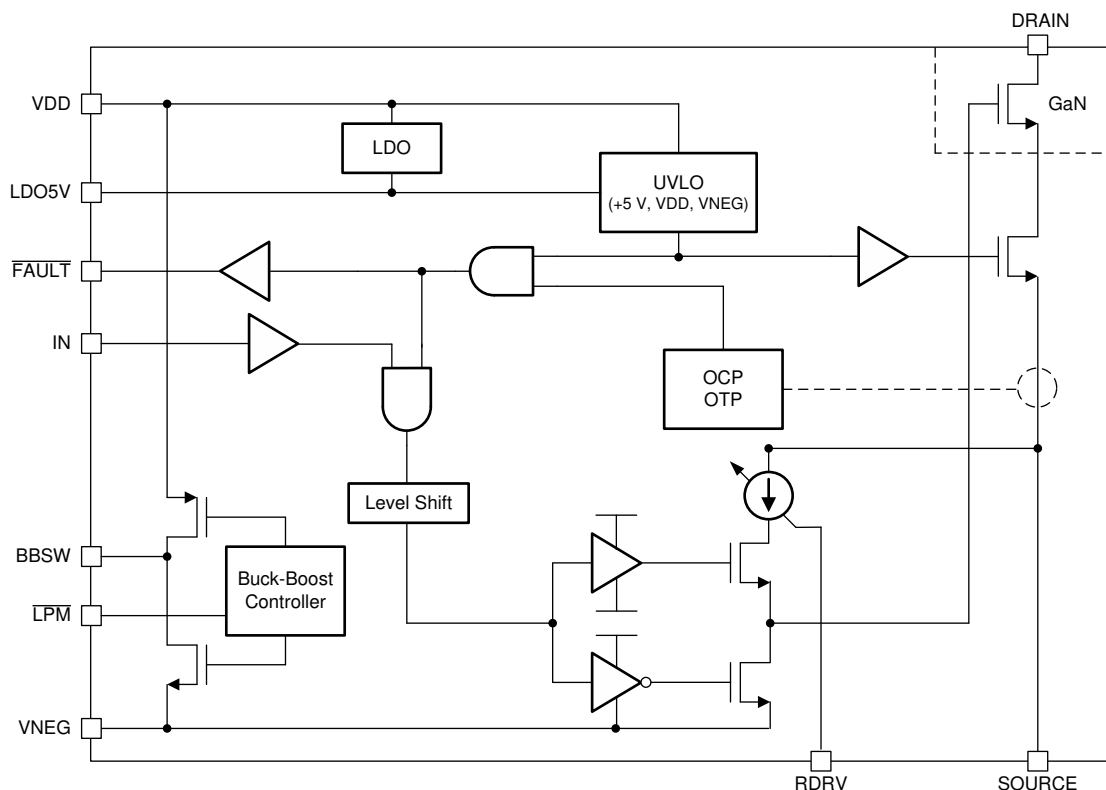 DRAIN
VDD
GaN
LDO
UVLO
(+5 V, VDD, VNEG)
LDO5V
FAULT
IN
OCP
OTP
Level Shift
BBSW
Buck-Boost
Controller
LPM
VNEG
RDRV
SOURCE